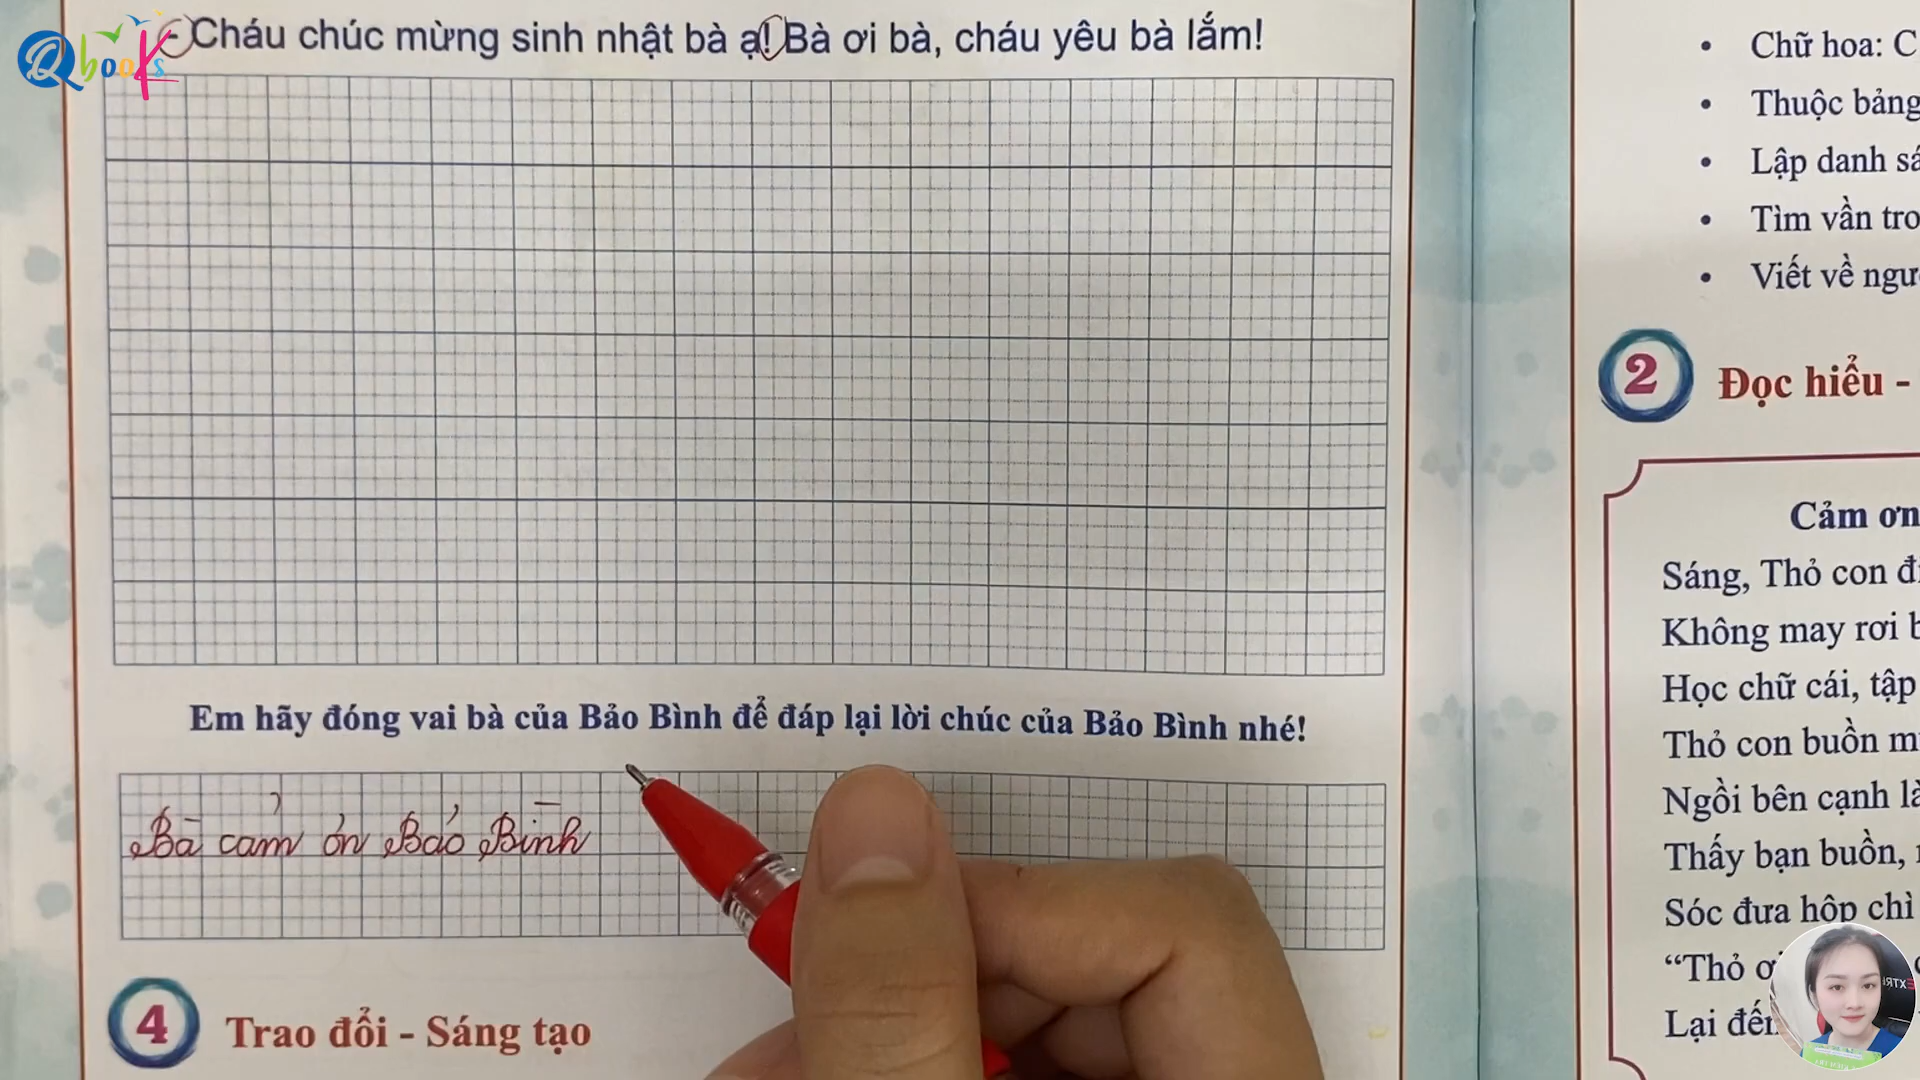 Qbooks
- Cháu chúc mừng sinh nhật bà ạ! Bà ơi bà, cháu yêu bà lắm!
Em hãy đóng vai bà của Bảo Bình để đáp lại lời chúc của Bảo Bình nhé!
Bà cảm ơn Bảo Bình
4 Trao đổi - Sáng tạo
• Chữ hoa: C
• Thuộc bảng
• Lập danh sá
• Tìm vần tro
• Viết về ngư
2 Đọc hiểu -
Cảm ơn
Sáng, Thỏ con đi
Không may rơi b
Học chữ cái, tập
Thỏ con buồn m
Ngồi bên cạnh là
Thấy bạn buồn,
Sóc đưa hộp chì
“Thỏ ơ
Lại đến